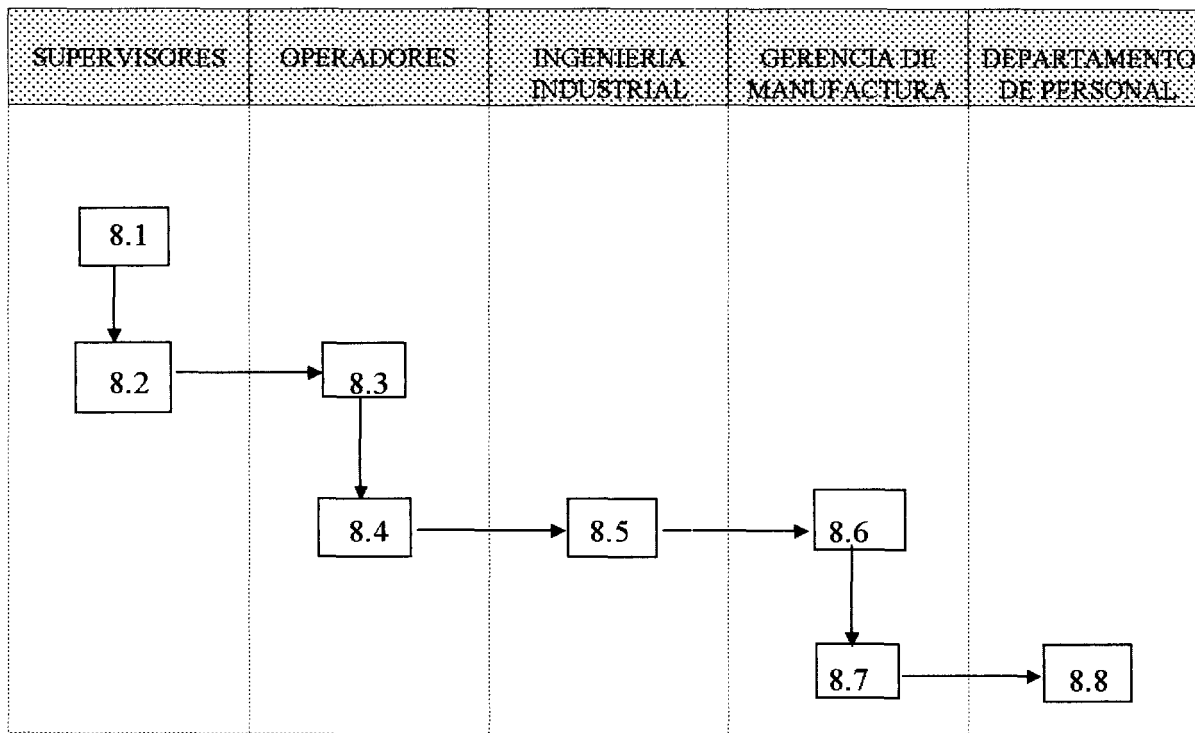 SUPERVISORES
OPERADORES
INGENIERIA
INDUSTRIAL
GERENCIA DE
MANUFACTURA
DEPARTAMENTO
DE PERSONAL
8.1
8.2
8.3
8.4
8.5
8.6
8.7
8.8